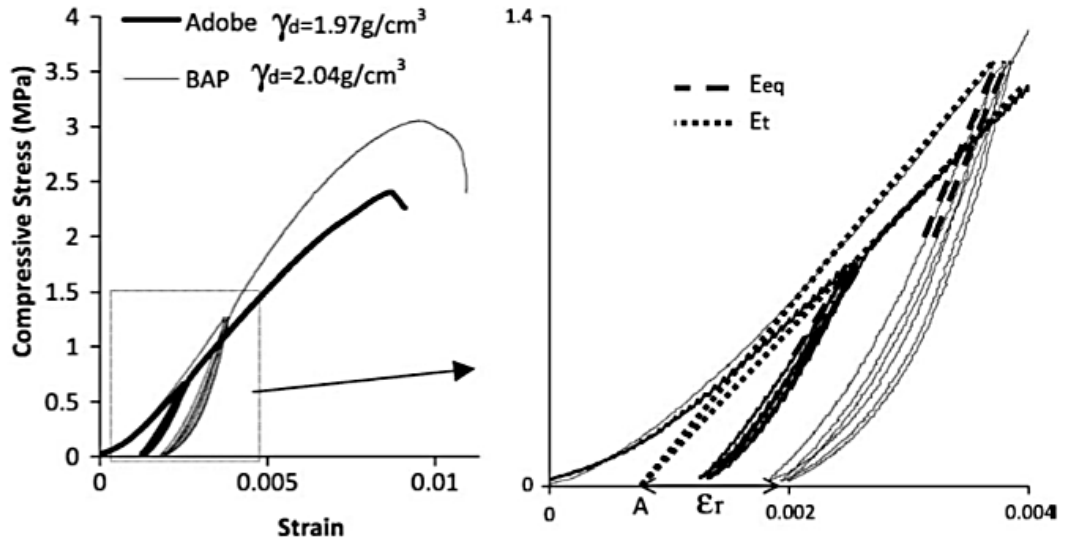 Compressive Stress (MPa)
4
3.5
3
2.5
2
1.5
1
0.5
0
Adobe γd=1.97g/cm³
BAP γd=2.04g/cm³
0
0.005
0.01
Strain
1.4
0
Eeq
Et
A
εr
0
0.002
0.004